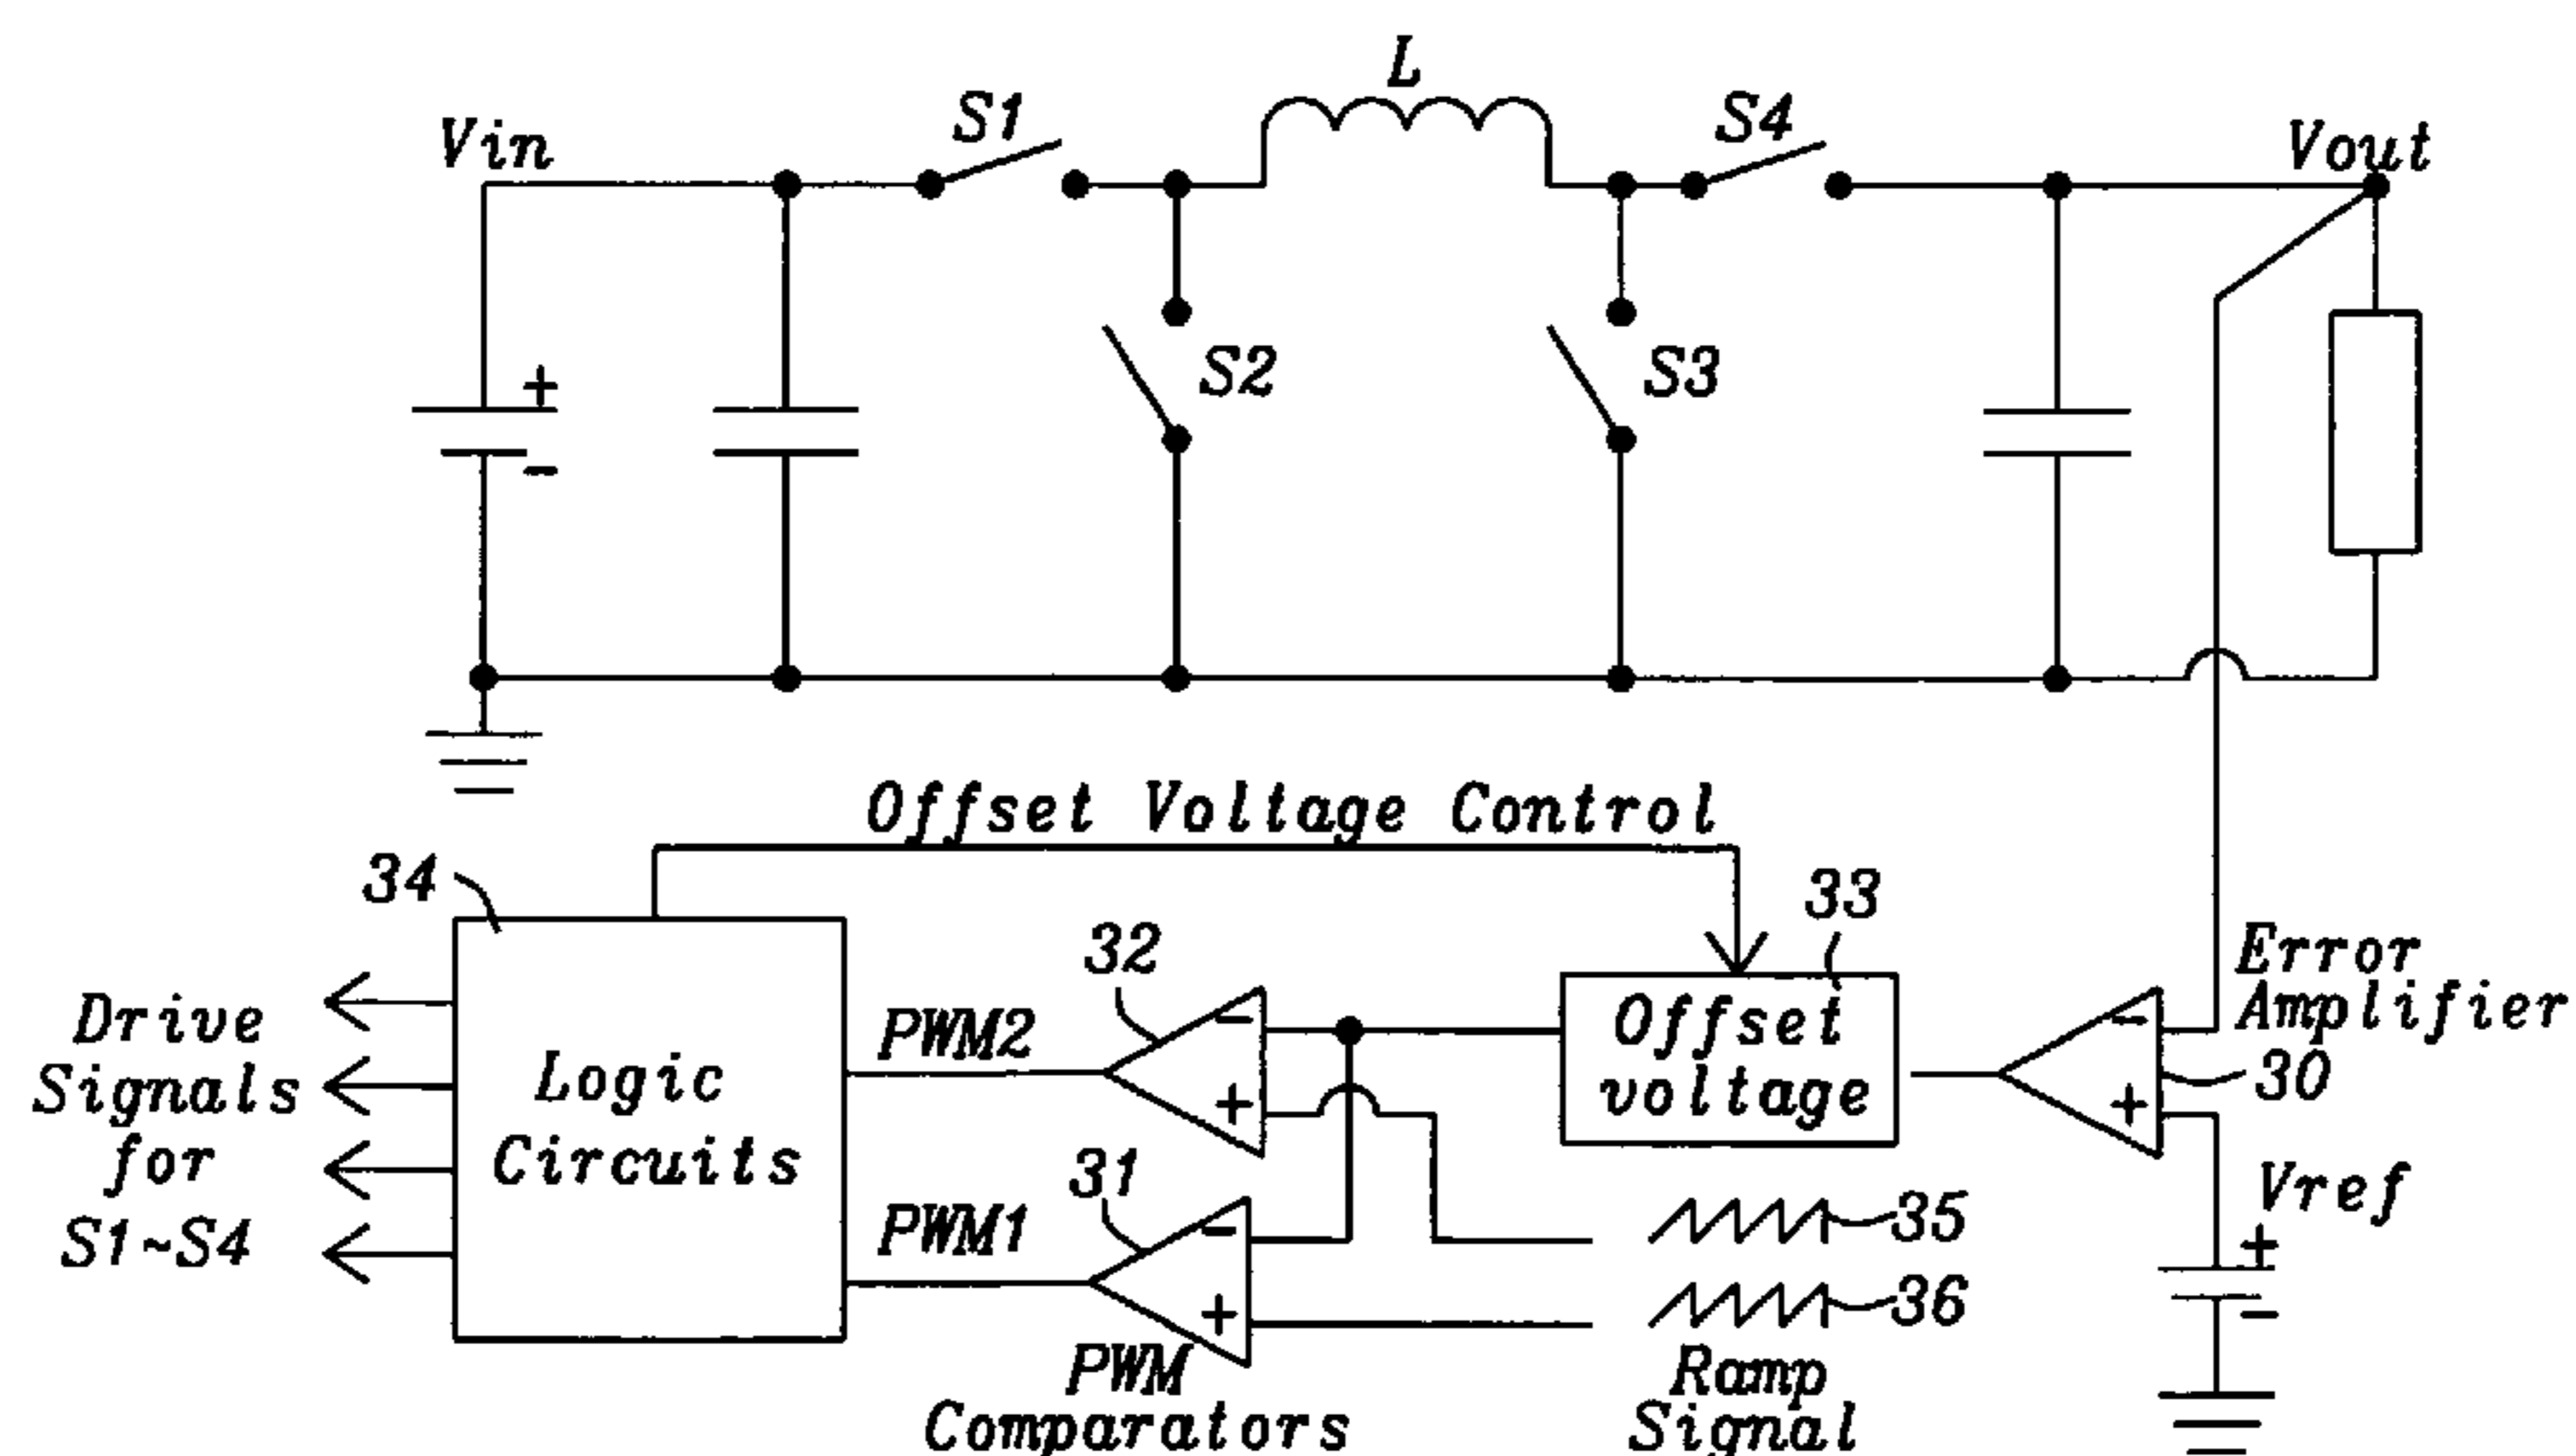 L
Vin
S1
S4
Vout
+
-
S2
S3
Offset Voltage Control
34
33
32
Error
Amplifier
Drive
Signals
for
S1~S4
Logic
Circuits
PWM2
-
+
Offset
voltage
-
+
30
31
PWM1
-
+
35
36
Vref
+
-
PWM
Comparators
Ramp
Signal